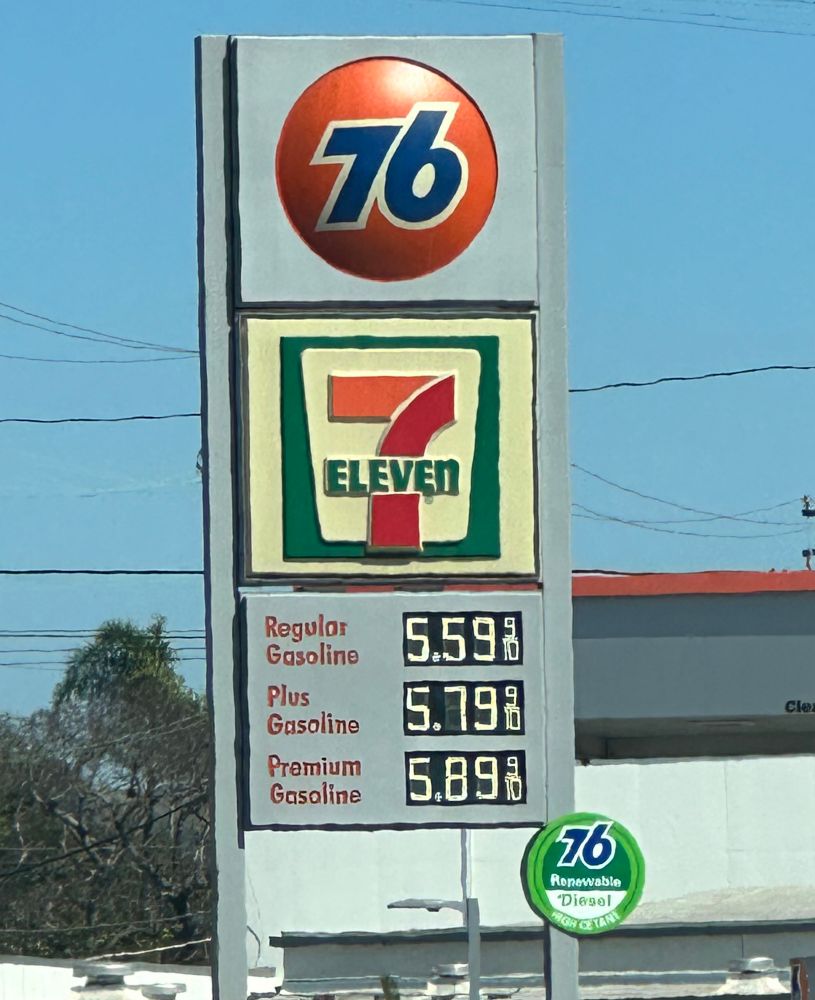 76
7
ELEVEN
Regular
Gasoline
5.59 9/10
Plus
Gasoline
5.79 9/10
Premium
Gasoline
5.89 9/10
76
Renewable
Diesel
HIGH CETANE